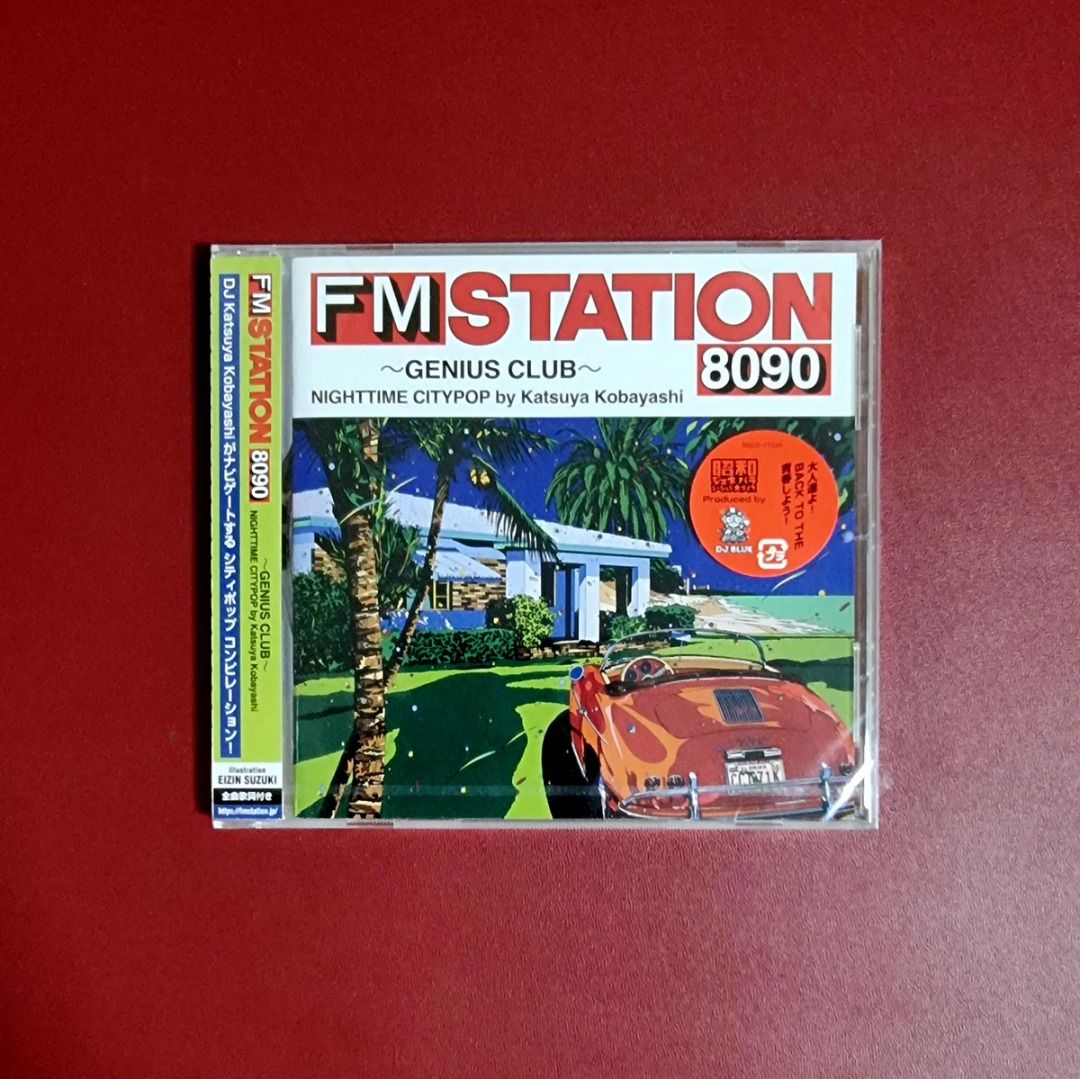 FM STATION
8090
～GENIUS CLUB～
NIGHTTIME CITYPOP by Katsuya Kobayashi
昭和
Produced by
DJ BLUE
大人達よ！
BACK TO THE
青春しよう！
プラ
FM STATION 8090
～GENIUS CLUB～
NIGHTTIME CITYPOP by Katsuya Kobayashi
DJ Katsuya Kobayashi がナビゲートする シティポップ コンピレーション！
Illustration
EIZIN SUZUKI
全曲歌詞付き
https://fmstation.jp/